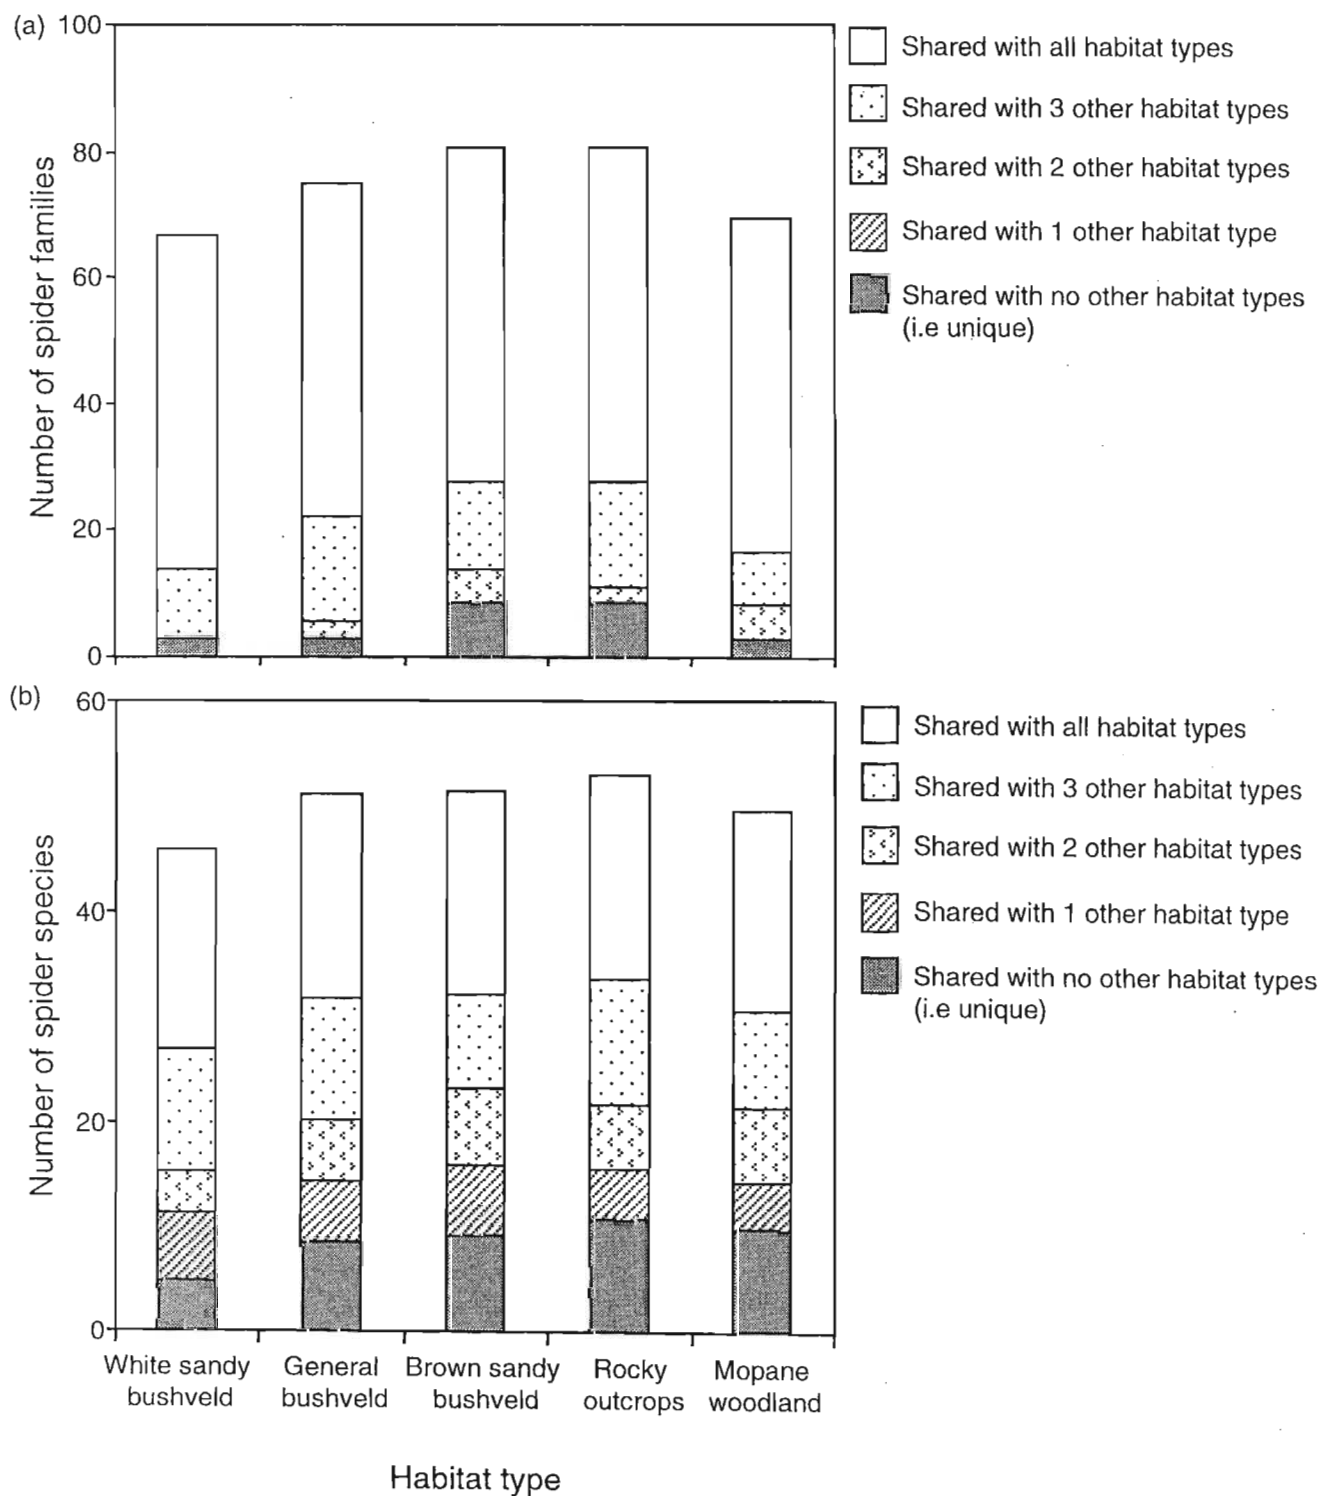 (a)
100
80
60
40
20
0
Number of spider families
Shared with all habitat types
Shared with 3 other habitat types
Shared with 2 other habitat types
Shared with 1 other habitat type
Shared with no other habitat types
(i.e unique)
(b)
60
40
20
0
Number of spider species
Shared with all habitat types
Shared with 3 other habitat types
Shared with 2 other habitat types
Shared with 1 other habitat type
Shared with no other habitat types
(i.e unique)
White sandy
bushveld
General
bushveld
Brown sandy
bushveld
Rocky
outcrops
Mopane
woodland
Habitat type